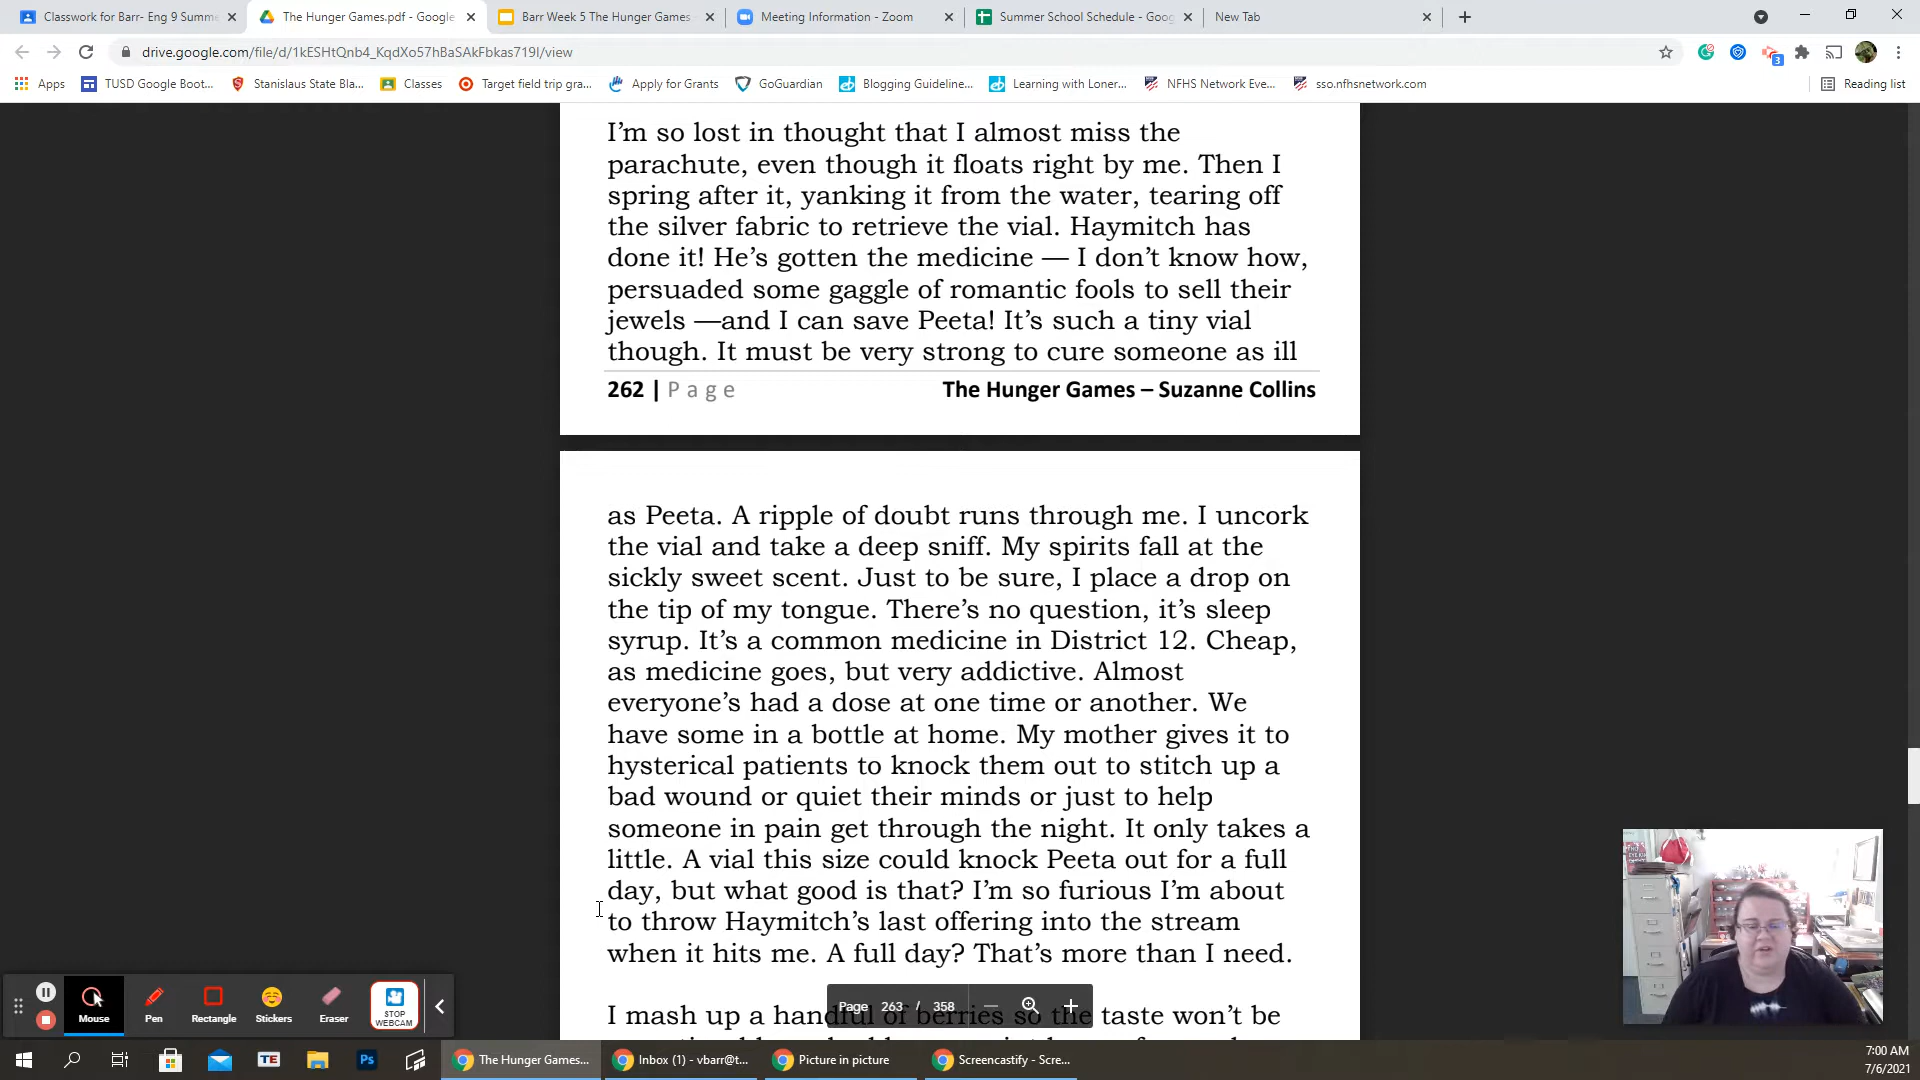 Classwork for Barr- Eng 9 Summe
The Hunger Games.pdf - Google
Barr Week 5 The Hunger Games
Meeting Information - Zoom
Summer School Schedule - Goog
New Tab
drive.google.com/file/d/1kESHtQnb4_KqdXo57hBaSAkFbkas719I/view
3
Apps
TUSD Google Boot...
Stanislaus State Bla...
Classes
Target field trip gra...
Apply for Grants
GoGuardian
Blogging Guideline...
Learning with Loner...
NFHS Network Eve...
sso.nfhsnetwork.com
Reading list
I’m so lost in thought that I almost miss the
parachute, even though it floats right by me. Then I
spring after it, yanking it from the water, tearing off
the silver fabric to retrieve the vial. Haymitch has
done it! He’s gotten the medicine — I don’t know how,
persuaded some gaggle of romantic fools to sell their
jewels —and I can save Peeta! It’s such a tiny vial
though. It must be very strong to cure someone as ill
262 | Page
The Hunger Games – Suzanne Collins
as Peeta. A ripple of doubt runs through me. I uncork
the vial and take a deep sniff. My spirits fall at the
sickly sweet scent. Just to be sure, I place a drop on
the tip of my tongue. There’s no question, it’s sleep
syrup. It’s a common medicine in District 12. Cheap,
as medicine goes, but very addictive. Almost
everyone’s had a dose at one time or another. We
have some in a bottle at home. My mother gives it to
hysterical patients to knock them out to stitch up a
bad wound or quiet their minds or just to help
someone in pain get through the night. It only takes a
little. A vial this size could knock Peeta out for a full
day, but what good is that? I’m so furious I’m about
to throw Haymitch’s last offering into the stream
when it hits me. A full day? That’s more than I need.
I mash up a handful of berries so the taste won’t be
Page 263 / 358
Mouse
Pen
Rectangle
Stickers
Eraser
STOP
WEBCAM
TE
Ps
The Hunger Games...
Inbox (1) - vbarr@t...
Picture in picture
Screencastify - Scre...
7:00 AM
7/6/2021